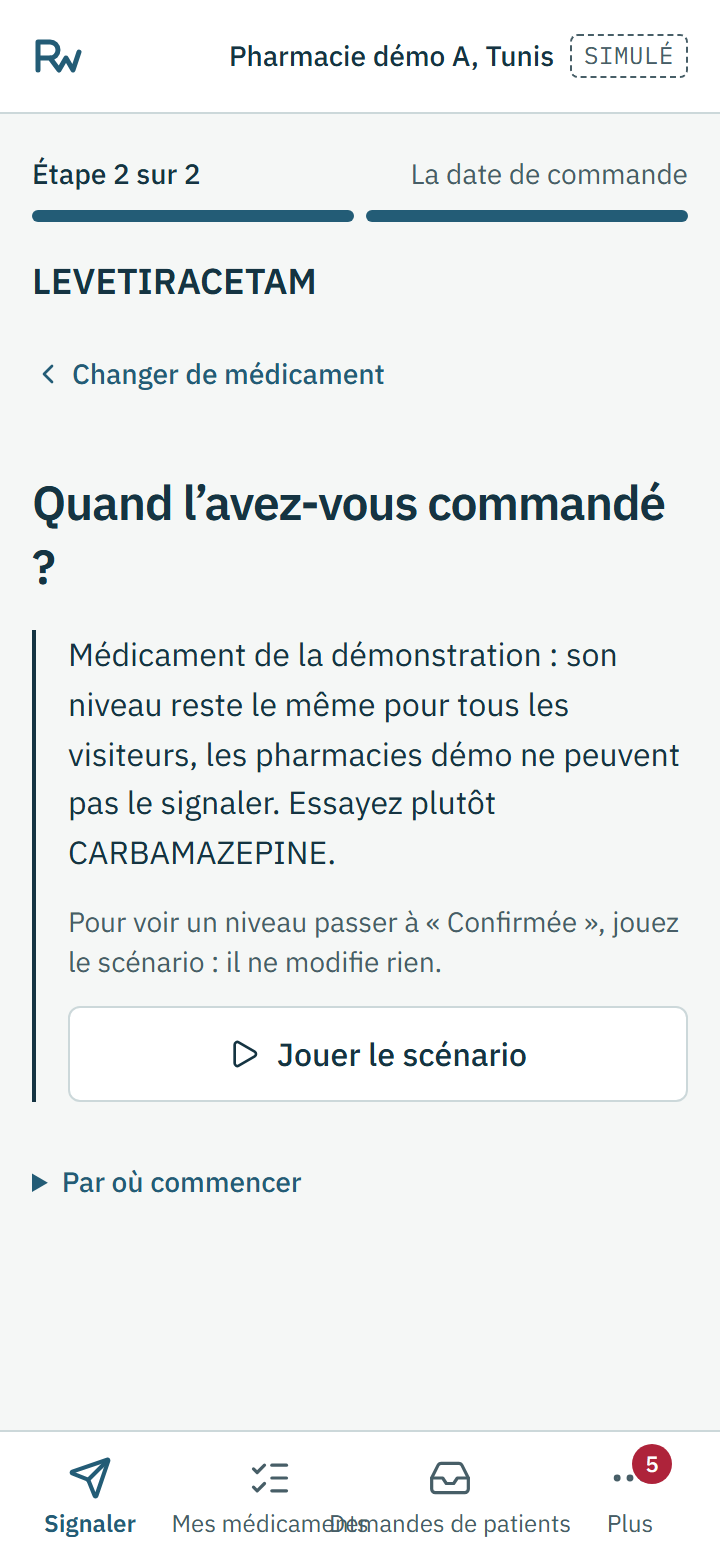 Rw
Pharmacie démo A, Tunis SIMULÉ
Étape 2 sur 2 La date de commande
LEVETIRACETAM
Changer de médicament
Quand l’avez-vous commandé
?
Médicament de la démonstration : son
niveau reste le même pour tous les
visiteurs, les pharmacies démo ne peuvent
pas le signaler. Essayez plutôt
CARBAMAZEPINE.
Pour voir un niveau passer à « Confirmée », jouez
le scénario : il ne modifie rien.
Jouer le scénario
Par où commencer
5
Signaler Mes médicaments Demandes de patients Plus